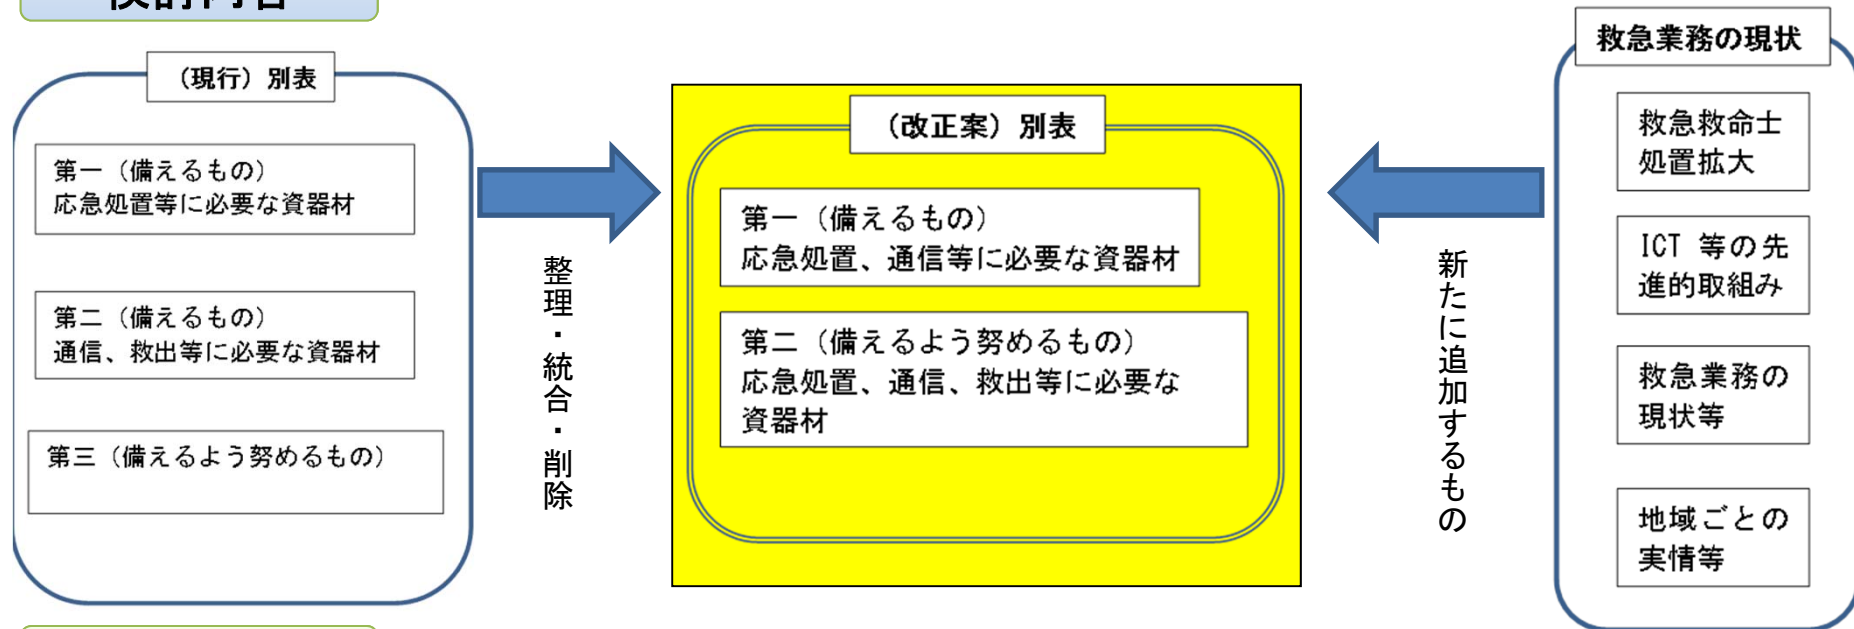 (現行)別表
第一(備えるもの)
応急処置等に必要な資器材
第二(備えるもの)
通信、救出等に必要な資器材
第三(備えるよう努めるもの)
整理・統合・削除
(改正案)別表
第一(備えるもの)
応急処置、通信等に必要な資器材
第二(備えるよう努めるもの)
応急処置、通信、救出等に必要な
資器材
新たに追加するもの
救急業務の現状
救急救命士
処置拡大
ICT 等の先
進的取組み
救急業務の
現状等
地域ごとの
実情等